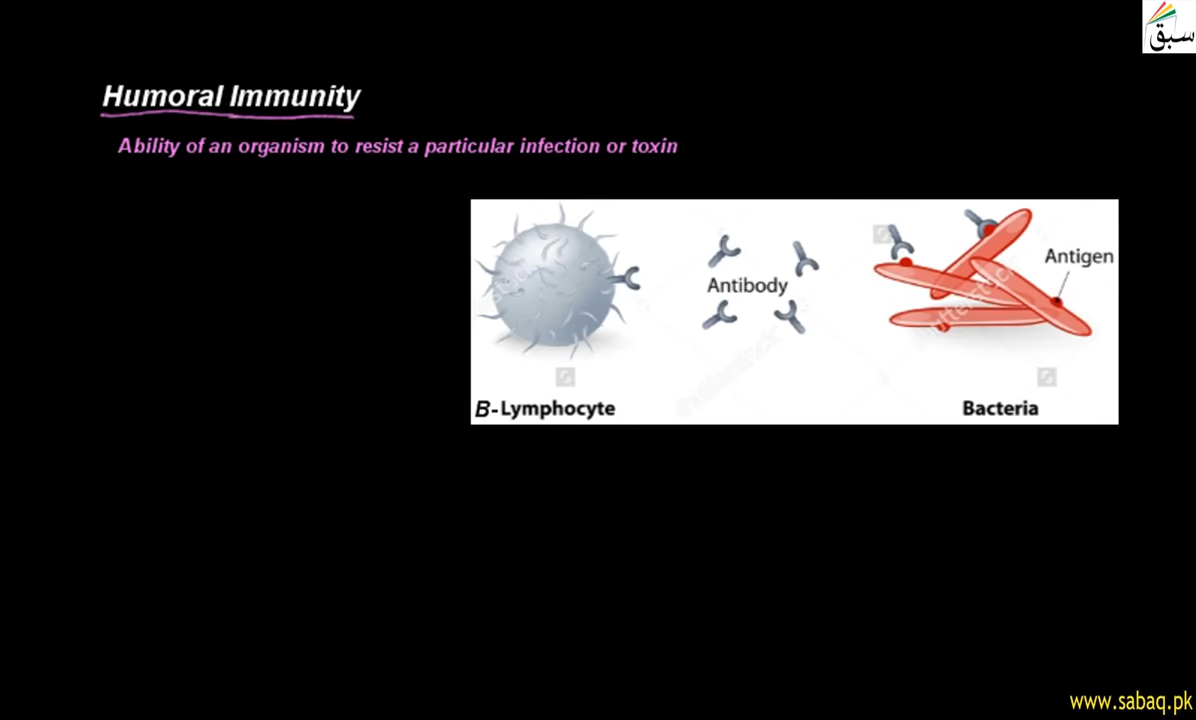 سبق
Humoral Immunity
Ability of an organism to resist a particular infection or toxin
Antigen
Antibody
shutterstock
B-Lymphocyte
Bacteria
www.sabaq.pk